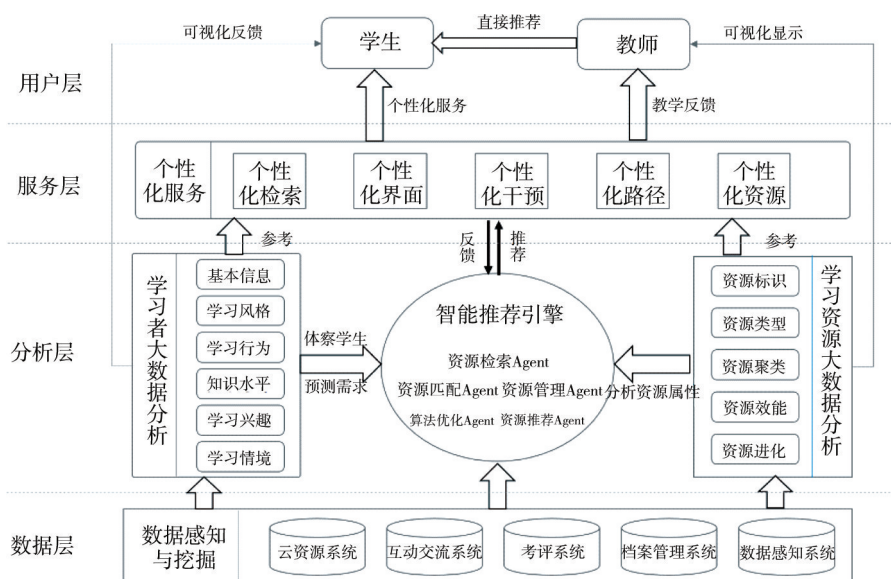 可视化反馈
学生
直接推荐
教师
可视化显示
用户层
个性化服务
教学反馈
服务层
个性
化服务
个性
化检索
个性
化界面
个性
化干预
个性
化路径
个性
化资源
参考
反馈
推荐
参考
分析层
学习者大数据分析
基本信息
学习风格
学习行为
知识水平
学习兴趣
学习情境
体察学生
预测需求
智能推荐引擎
资源检索Agent
资源匹配Agent 资源管理Agent
算法优化Agent 资源推荐Agent
分析资源属性
资源标识
资源类型
资源聚类
资源效能
资源进化
学习资源大数据分析
数据层
数据感知
与挖掘
云资源系统
互动交流系统
考评系统
档案管理系统
数据感知系统